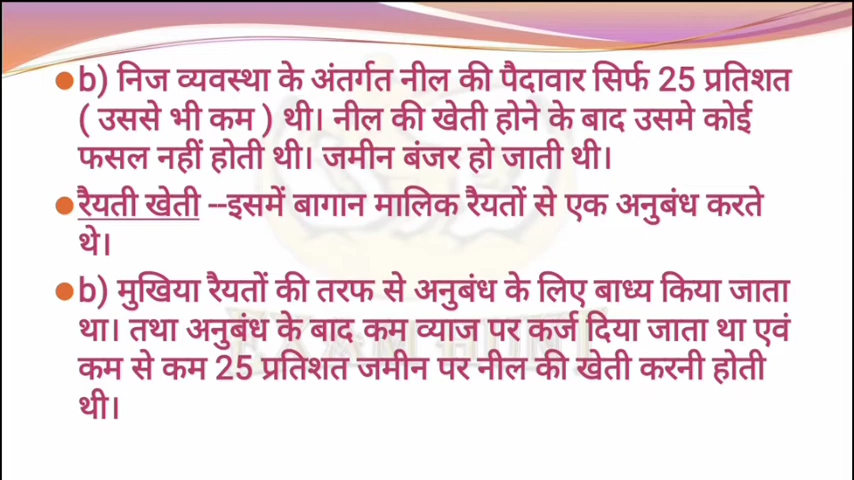 b) निज व्यवस्था के अंतर्गत नील की पैदावार सिर्फ 25 प्रतिशत
( उससे भी कम ) थी। नील की खेती होने के बाद उसमे कोई
फसल नहीं होती थी। जमीन बंजर हो जाती थी।
रैयती खेती --इसमें बागान मालिक रैयतों से एक अनुबंध करते
थे।
b) मुखिया रैयतों की तरफ से अनुबंध के लिए बाध्य किया जाता
था। तथा अनुबंध के बाद कम व्याज पर कर्ज दिया जाता था एवं
कम से कम 25 प्रतिशत जमीन पर नील की खेती करनी होती
थी।